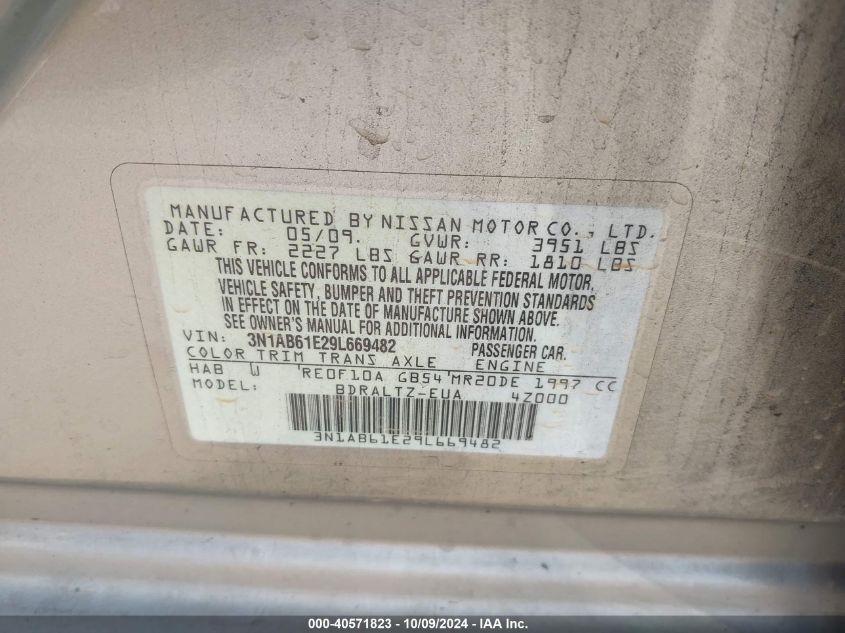 MANUFACTURED BY NISSAN MOTOR CO., LTD.
DATE: 05/09. GVWR: 3951 LBS
GAWR FR: 2227 LBS GAWR RR: 1810 LBS
THIS VEHICLE CONFORMS TO ALL APPLICABLE FEDERAL MOTOR,
VEHICLE SAFETY, BUMPER AND THEFT PREVENTION STANDARDS
IN EFFECT ON THE DATE OF MANUFACTURE SHOWN ABOVE.
SEE OWNER'S MANUAL FOR ADDITIONAL INFORMATION.
VIN: 3N1AB61E29L669482 PASSENGER CAR.
COLOR TRIM TRANS AXLE ENGINE
HAB W RE0F10A GB54 MR20DE 1997 CC
MODEL: BDRALTZ-EUA 4Z000
3N1AB61E29L669482
000-40571823 - 10/09/2024 - IAA Inc.